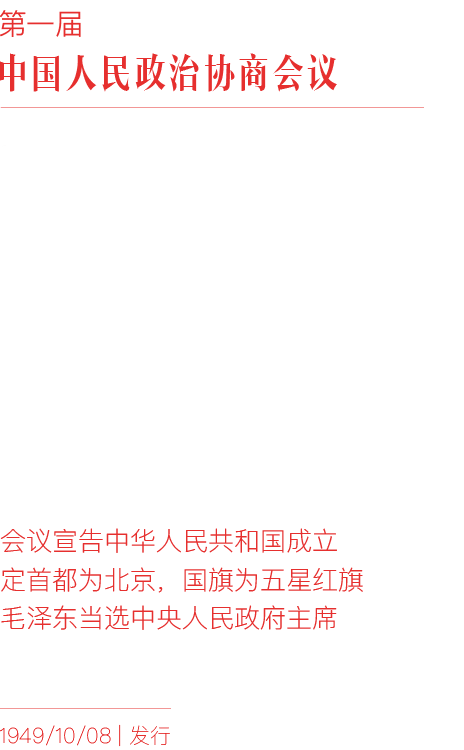 第一届
中国人民政治协商会议
会议宣告中华人民共和国成立
定首都为北京，国旗为五星红旗
毛泽东当选中央人民政府主席
1949/10/08 | 发行